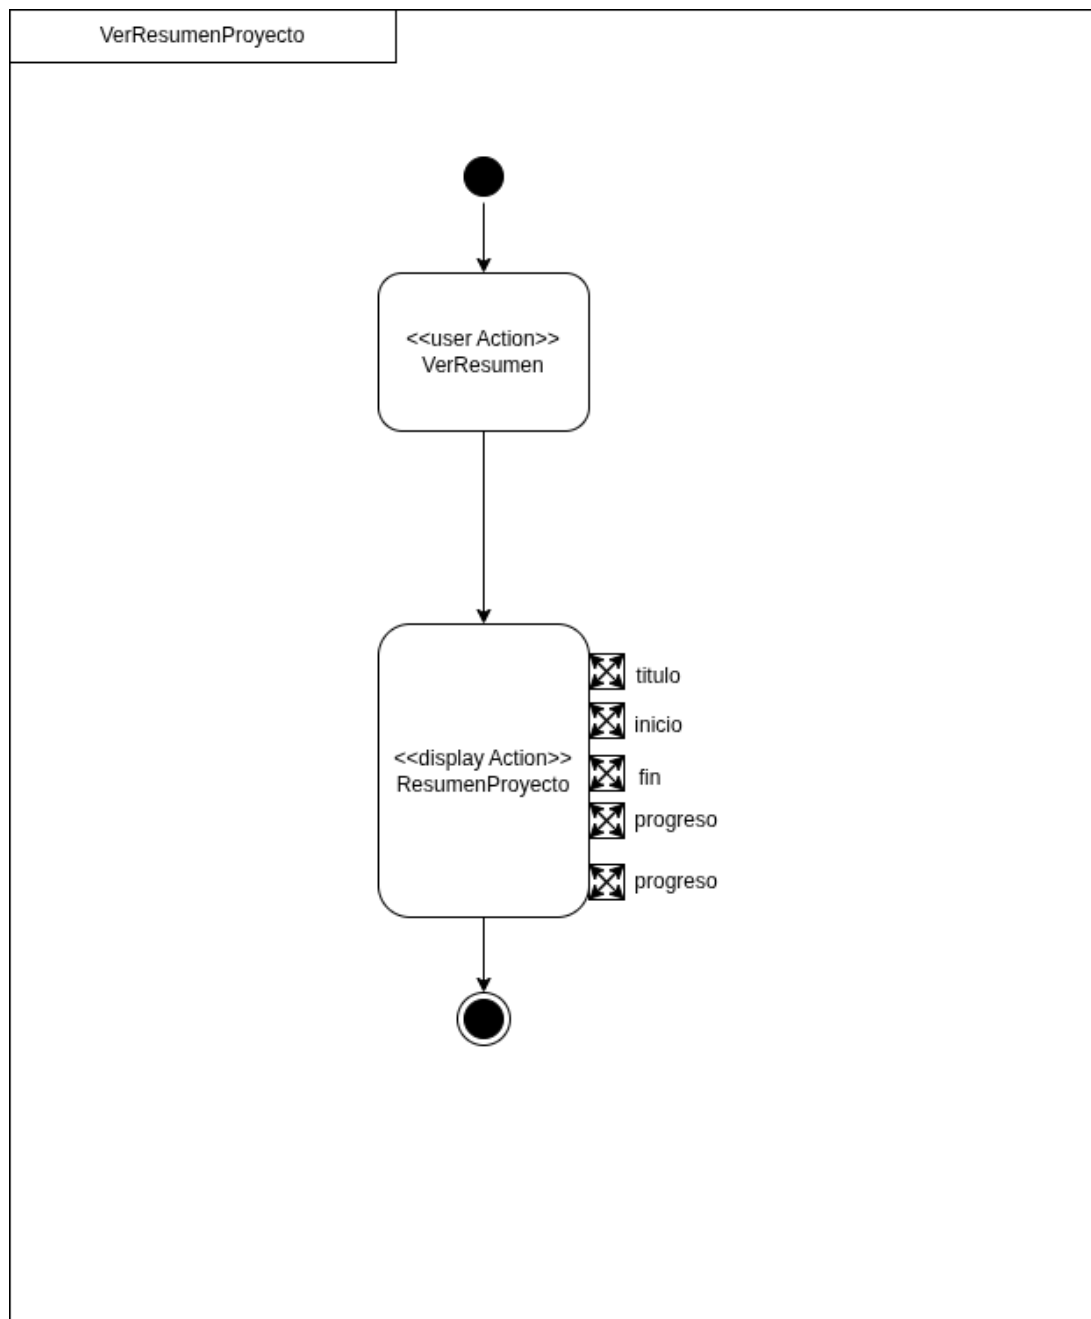 VerResumenProyecto
<<user Action>>
VerResumen
<<display Action>>
ResumenProyecto
titulo
inicio
fin
progreso
progreso